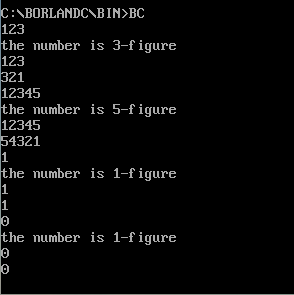 C:\BORLANDC\BIN>BC
123
the number is 3-figure
123
321
12345
the number is 5-figure
12345
54321
1
the number is 1-figure
1
1
0
the number is 1-figure
0
0